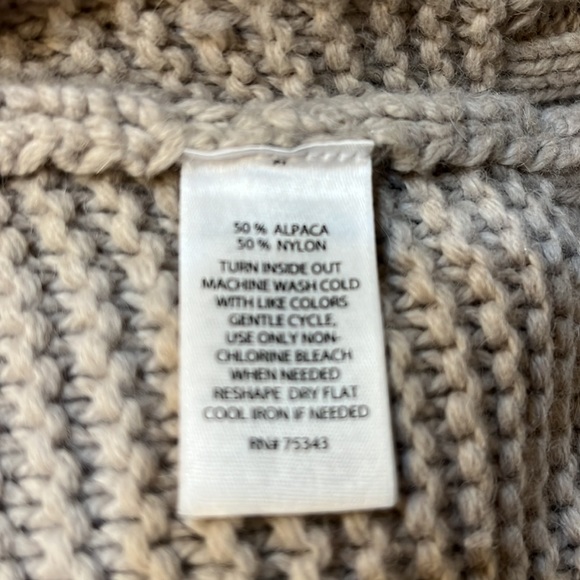 50 % ALPACA
50 % NYLON
TURN INSIDE OUT
MACHINE WASH COLD
WITH LIKE COLORS
GENTLE CYCLE,
USE ONLY NON-
CHLORINE BLEACH
WHEN NEEDED
RESHAPE DRY FLAT
COOL IRON IF NEEDED
RN# 75343